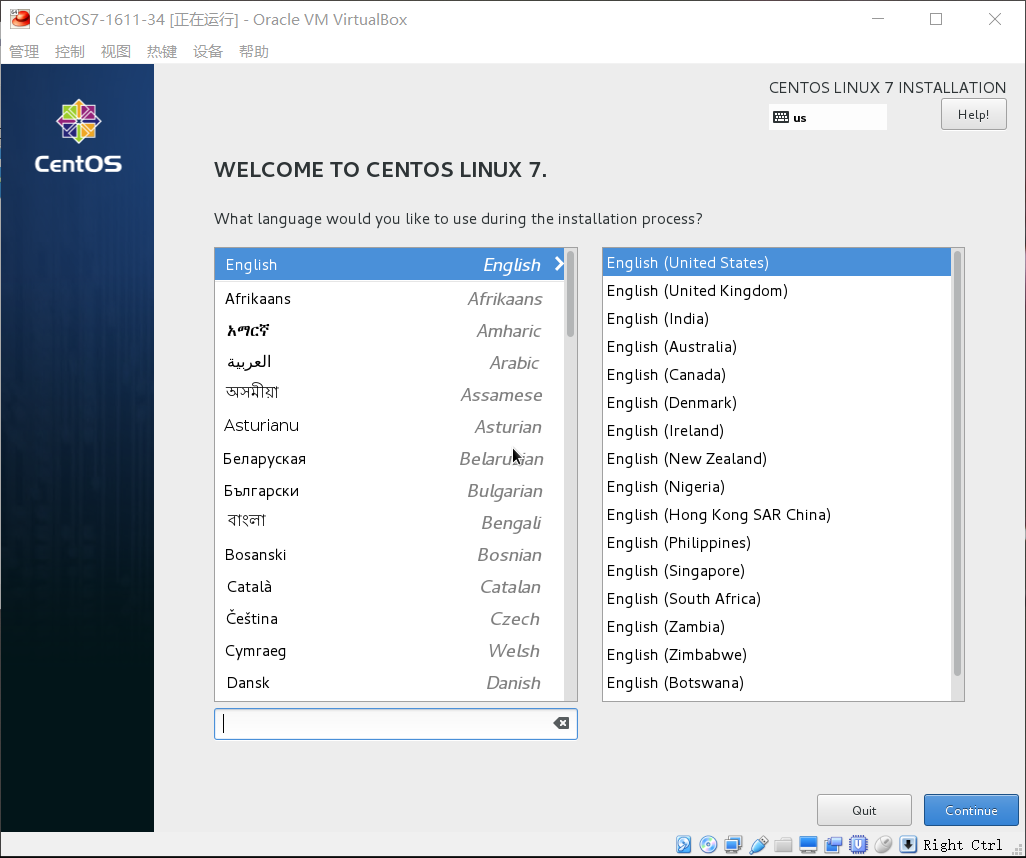 CentOS7-1611-34 [正在运行] - Oracle VM VirtualBox
管理 控制 视图 热键 设备 帮助
CentOS
CENTOS LINUX 7 INSTALLATION
us
Help!
WELCOME TO CENTOS LINUX 7.
What language would you like to use during the installation process?
English English
Afrikaans Afrikaans
አማርኛ Amharic
العربية Arabic
অসমীয়া Assamese
Asturianu Asturian
Беларуская Belarusian
Български Bulgarian
বাংলা Bengali
Bosanski Bosnian
Català Catalan
Čeština Czech
Cymraeg Welsh
Dansk Danish
English (United States)
English (United Kingdom)
English (India)
English (Australia)
English (Canada)
English (Denmark)
English (Ireland)
English (New Zealand)
English (Nigeria)
English (Hong Kong SAR China)
English (Philippines)
English (Singapore)
English (South Africa)
English (Zambia)
English (Zimbabwe)
English (Botswana)
Quit Continue
Right Ctrl